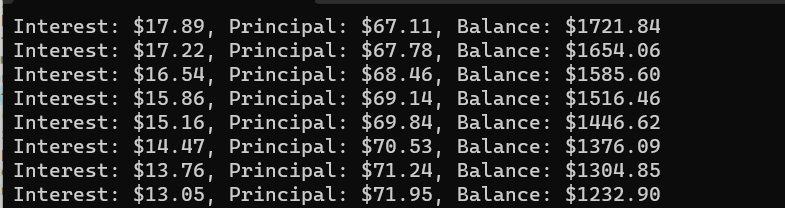 Interest: $17.89, Principal: $67.11, Balance: $1721.84
Interest: $17.22, Principal: $67.78, Balance: $1654.06
Interest: $16.54, Principal: $68.46, Balance: $1585.60
Interest: $15.86, Principal: $69.14, Balance: $1516.46
Interest: $15.16, Principal: $69.84, Balance: $1446.62
Interest: $14.47, Principal: $70.53, Balance: $1376.09
Interest: $13.76, Principal: $71.24, Balance: $1304.85
Interest: $13.05, Principal: $71.95, Balance: $1232.90